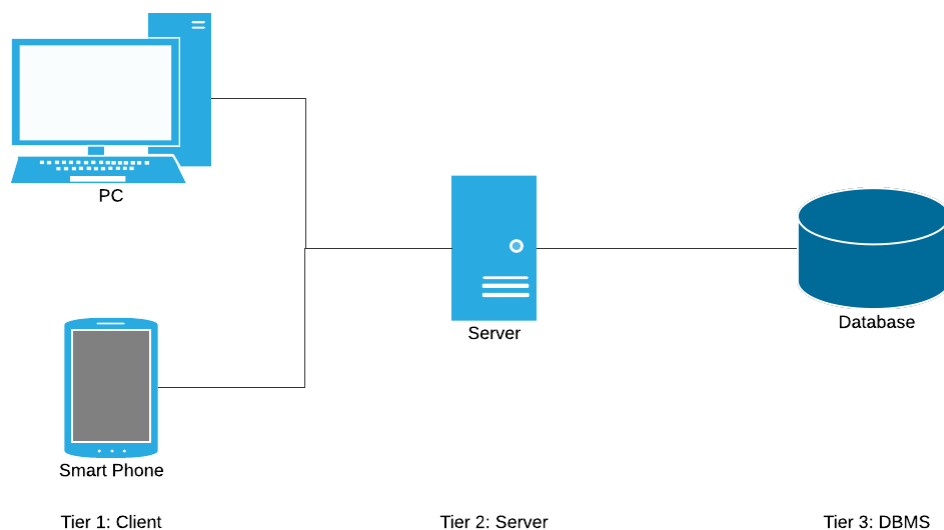 PC
Server
Database
Smart Phone
Tier 1: Client
Tier 2: Server
Tier 3: DBMS